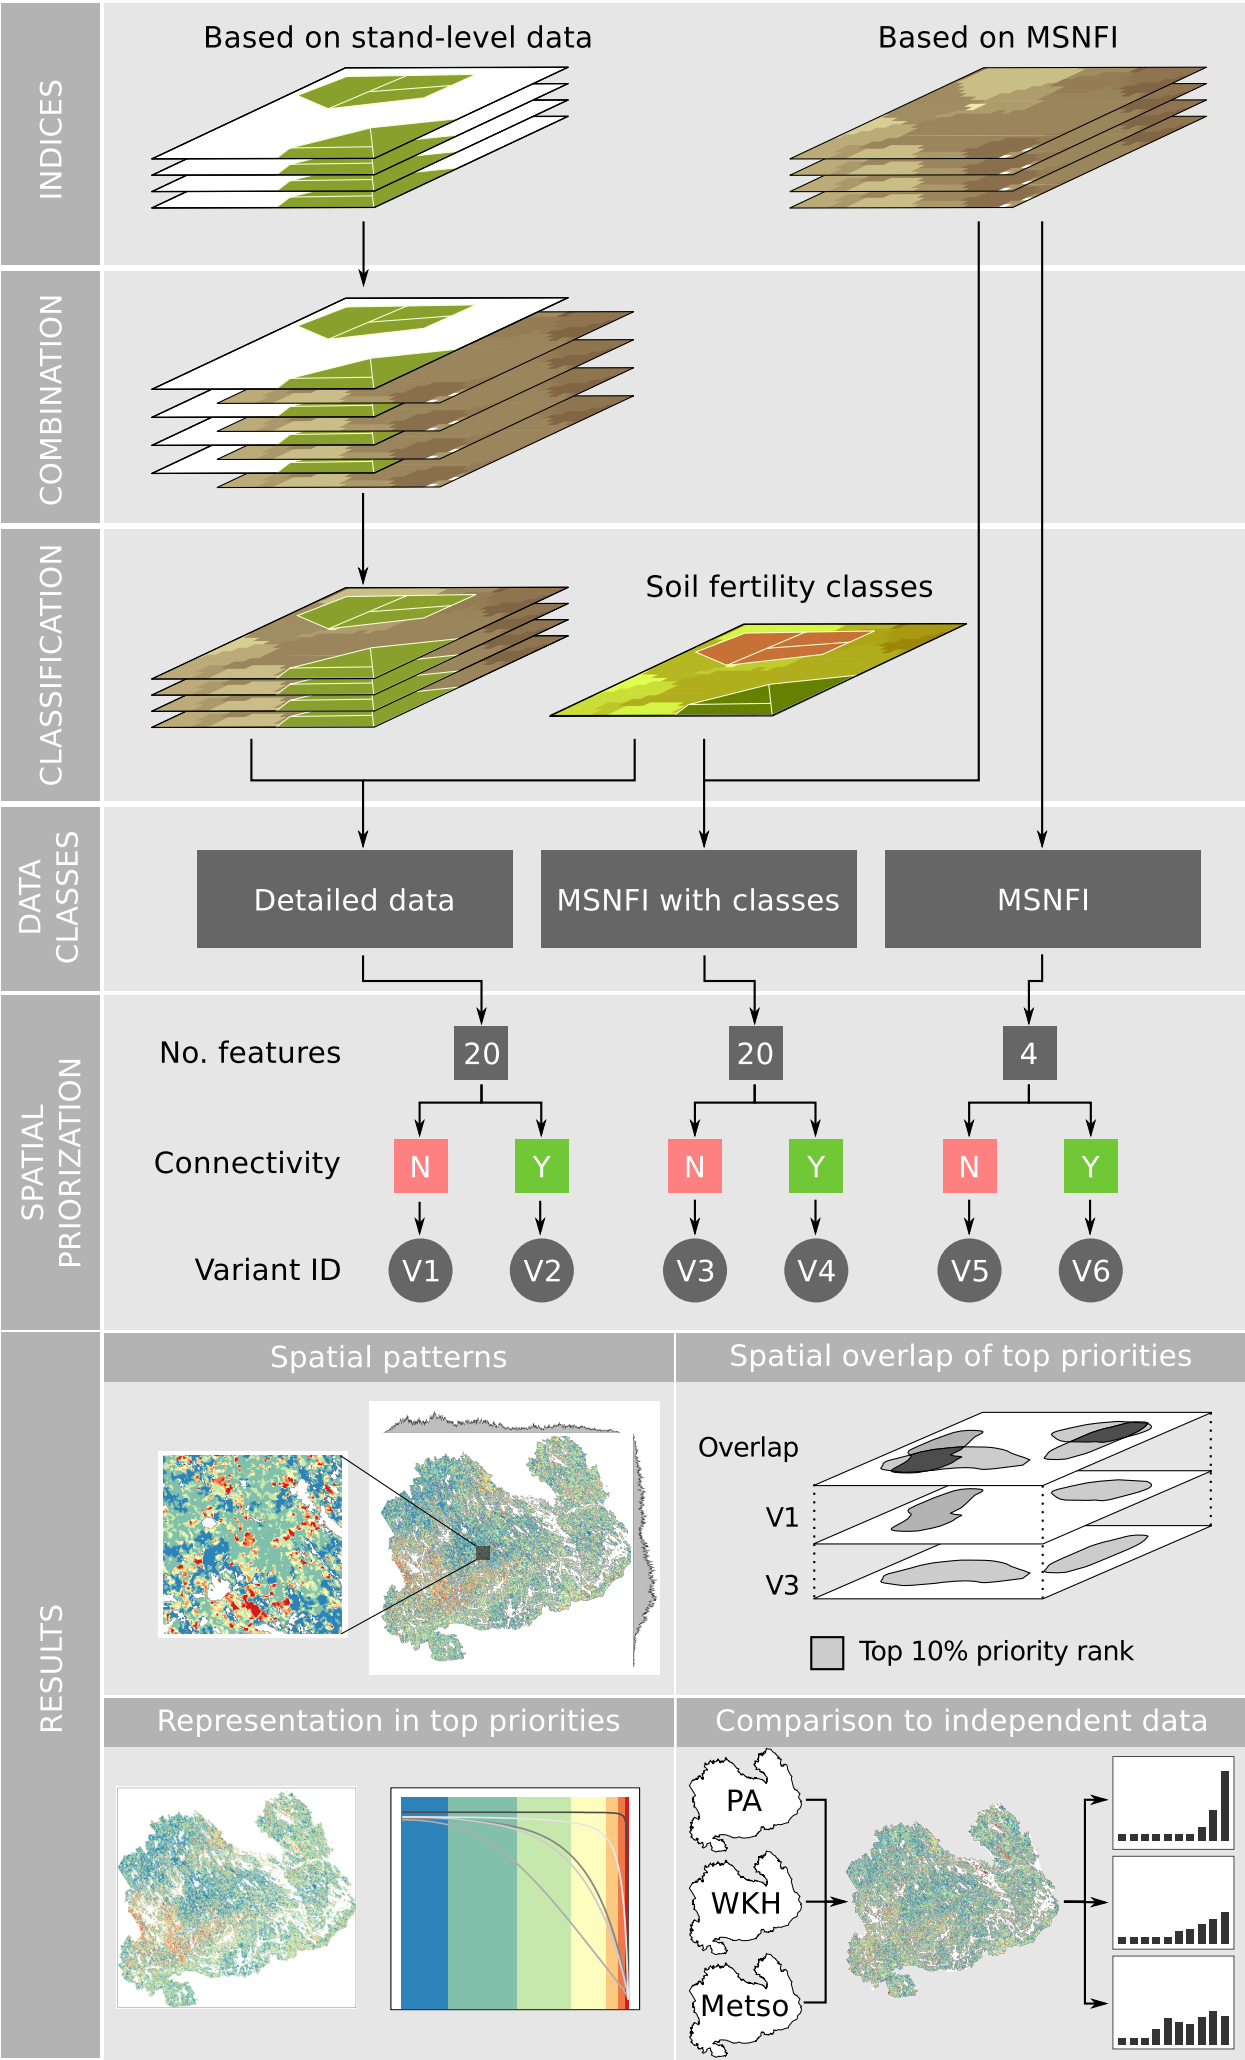 INDICES
Based on stand-level data
Based on MSNFI
COMBINATION
CLASSIFICATION
Soil fertility classes
DATA
CLASSES
Detailed data
MSNFI with classes
MSNFI
SPATIAL
PRIORIZATION
No. features
20
20
4
Connectivity
N
Y
N
Y
N
Y
Variant ID
V1
V2
V3
V4
V5
V6
RESULTS
Spatial patterns
Spatial overlap of top priorities
Overlap
V1
V3
Top 10% priority rank
Representation in top priorities
Comparison to independent data
PA
WKH
Metso